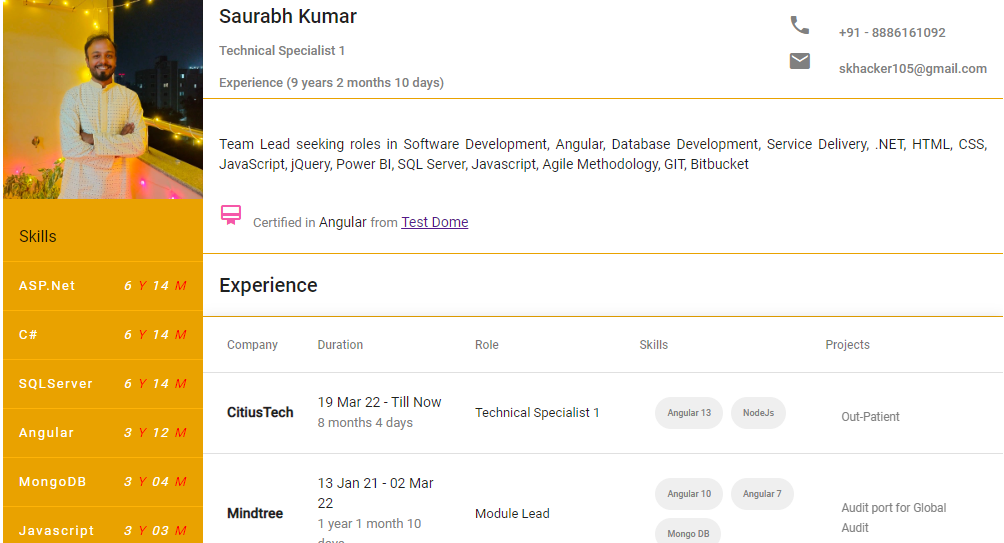 Saurabh Kumar
Technical Specialist 1
Experience (9 years 2 months 10 days)
+91 - 8886161092
skhacker105@gmail.com
Team Lead seeking roles in Software Development, Angular, Database Development, Service Delivery, .NET, HTML, CSS,
JavaScript, jQuery, Power BI, SQL Server, Javascript, Agile Methodology, GIT, Bitbucket
Certified in Angular from Test Dome
Skills
ASP.Net 6 Y 14 M
C# 6 Y 14 M
SQLServer 6 Y 14 M
Angular 3 Y 12 M
MongoDB 3 Y 04 M
Javascript 3 Y 03 M
Experience
Company Duration Role Skills Projects
CitiusTech
19 Mar 22 - Till Now
8 months 4 days
Technical Specialist 1
Angular 13 NodeJs
Out-Patient
Mindtree
13 Jan 21 - 02 Mar
22
1 year 1 month 10
days
Module Lead
Angular 10 Angular 7
Mongo DB
Audit port for Global
Audit